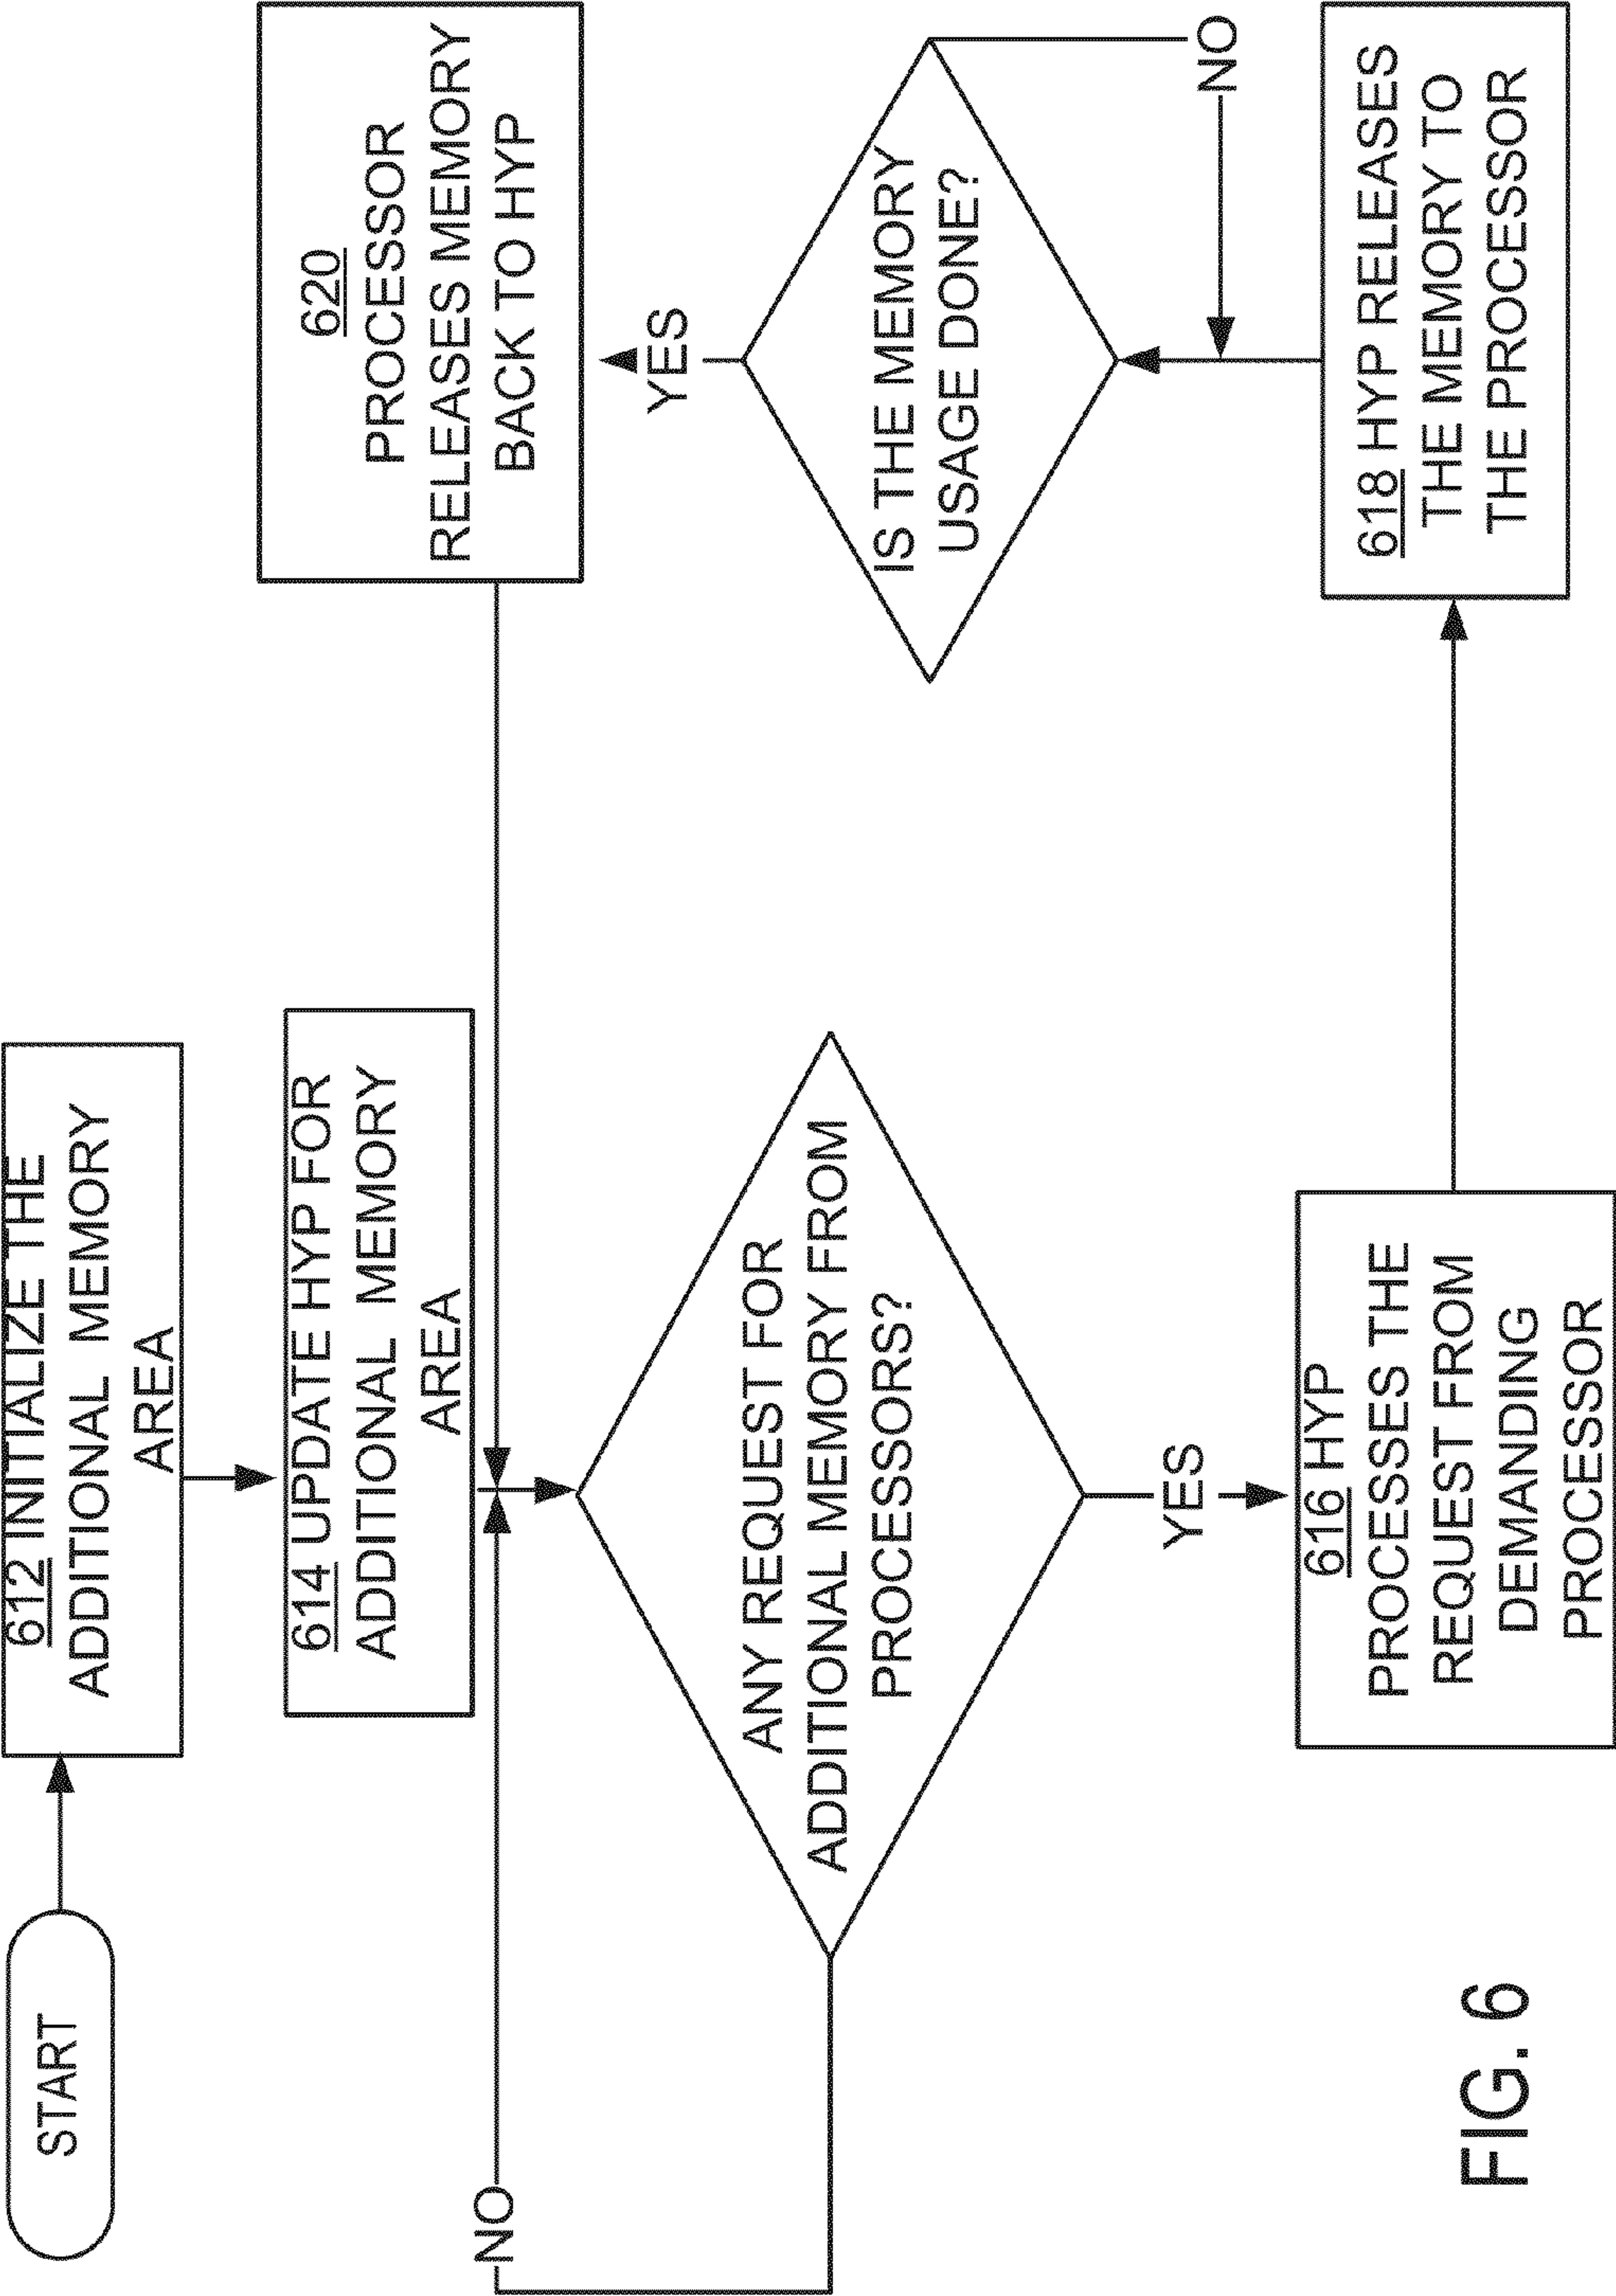 START
612 INITIALIZE THE
ADDITIONAL MEMORY
AREA
614 UPDATE HYP FOR
ADDITIONAL MEMORY
AREA
NO
ANY REQUEST FOR
ADDITIONAL MEMORY FROM
PROCESSORS?
YES
616 HYP
PROCESSES THE
REQUEST FROM
DEMANDING
PROCESSOR
618 HYP RELEASES
THE MEMORY TO
THE PROCESSOR
NO
IS THE MEMORY
USAGE DONE?
YES
620
PROCESSOR
RELEASES MEMORY
BACK TO HYP
FIG. 6